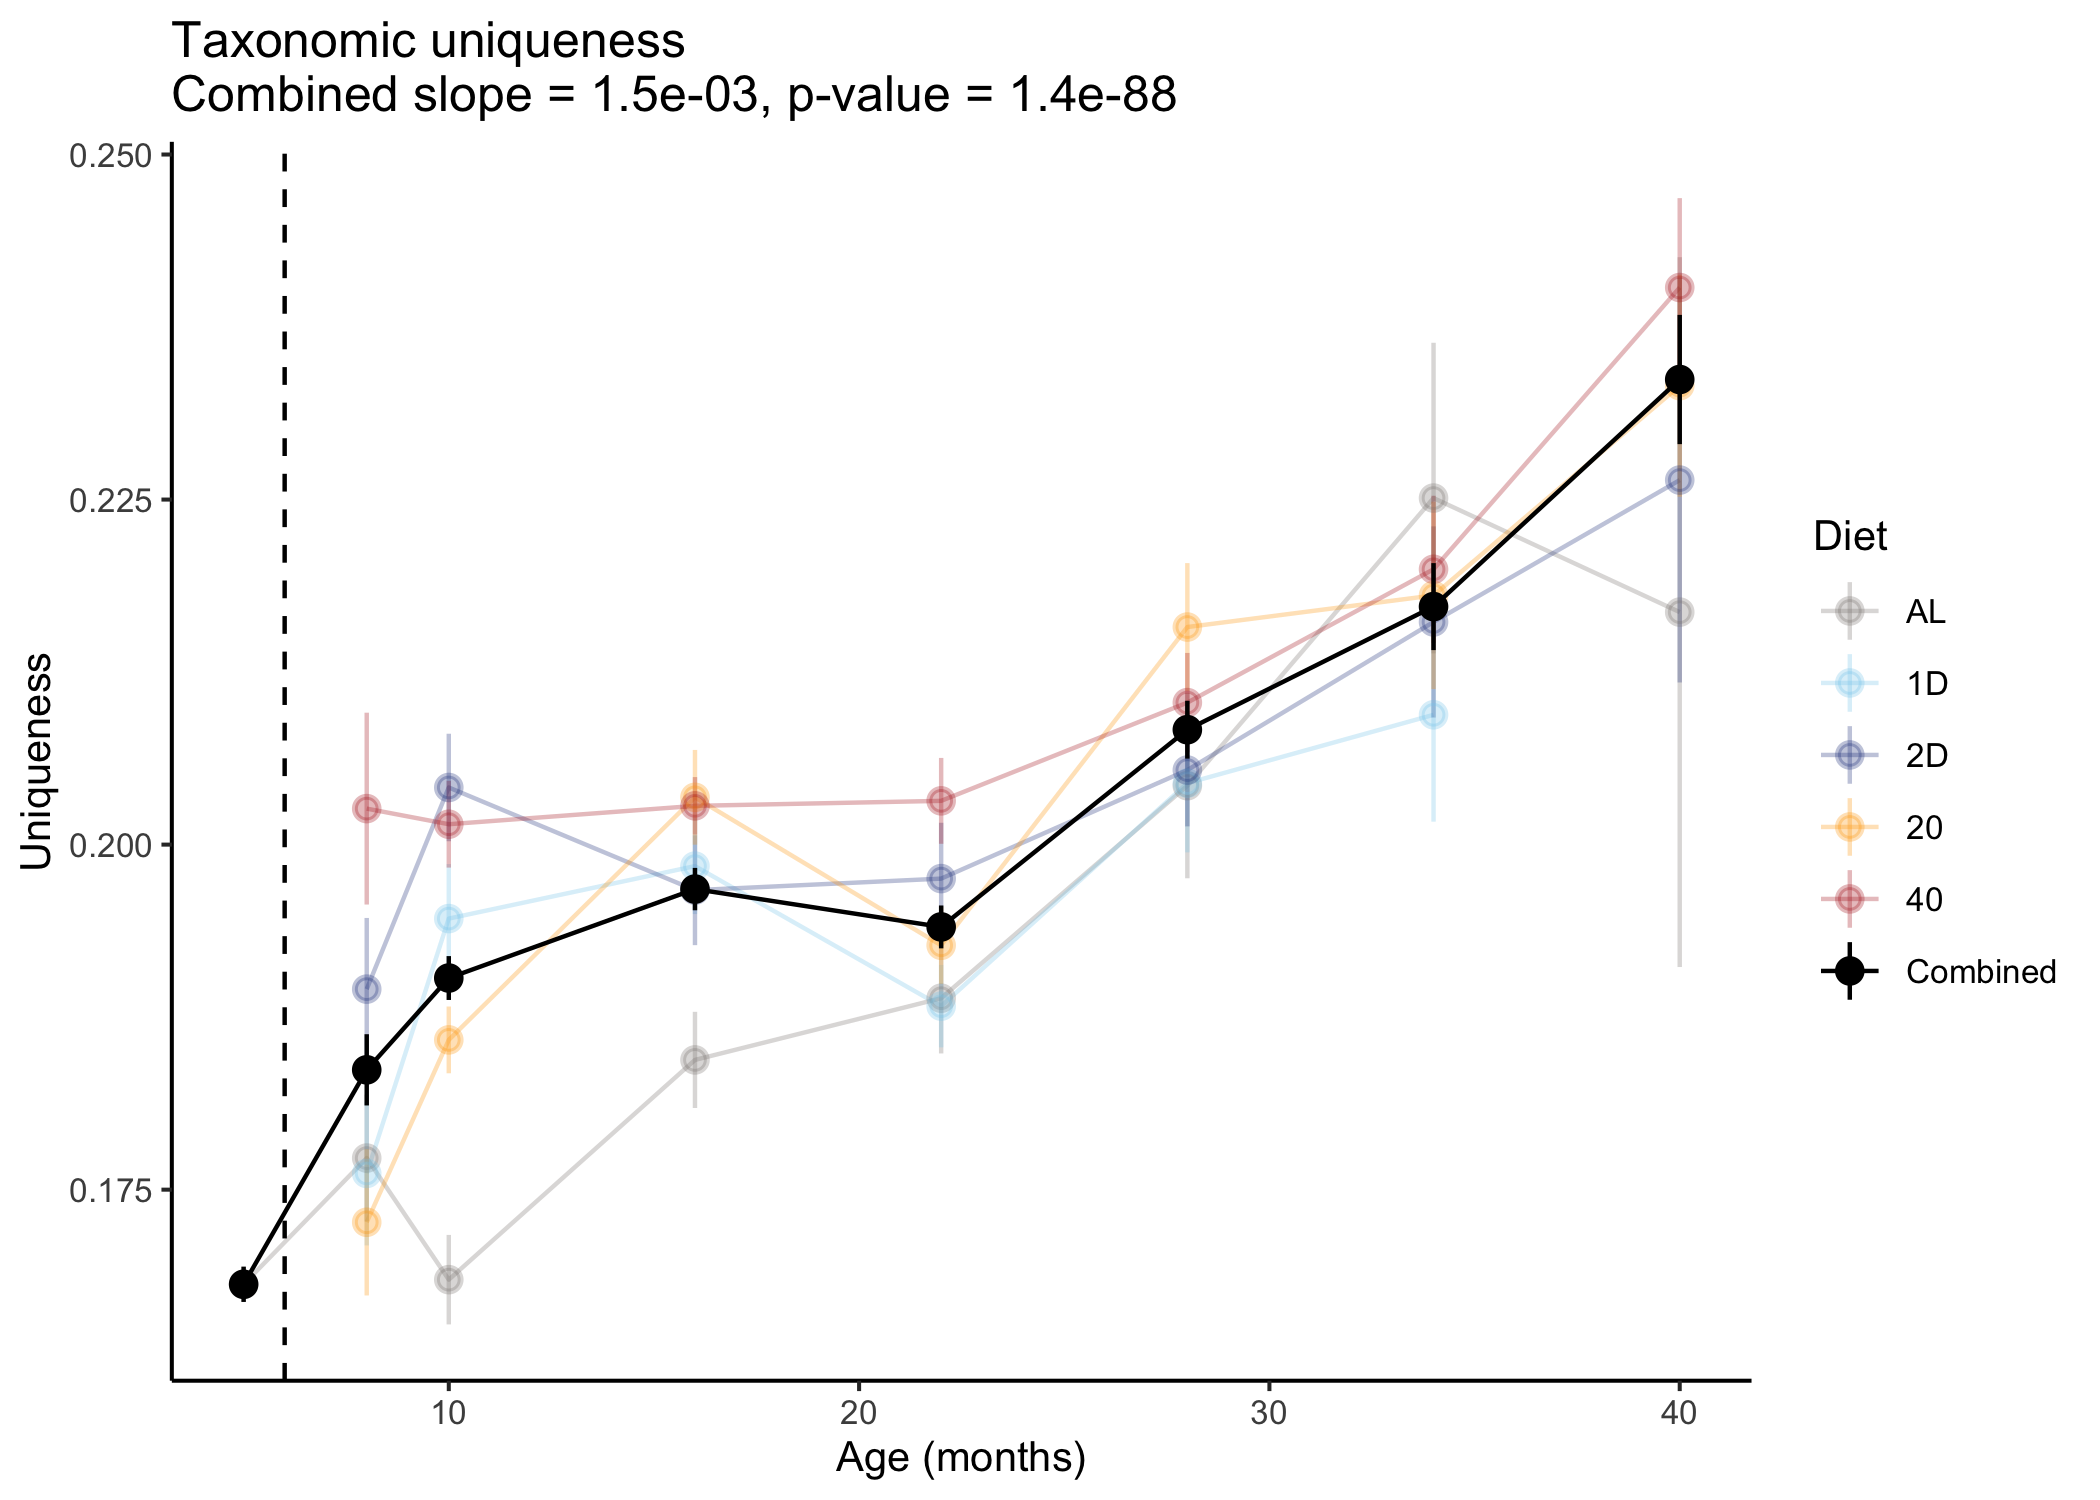 Taxonomic uniqueness
Combined slope = 1.5e-03, p-value = 1.4e-88
0.250
0.225
0.200
0.175
Uniqueness
10
20
30
40
Age (months)
Diet
AL
1D
2D
20
40
Combined